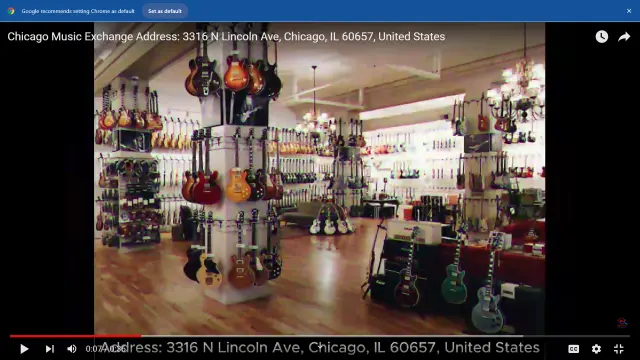 Google recommends setting Chrome as default
Set as default
Chicago Music Exchange Address: 3316 N Lincoln Ave, Chicago, IL 60657, United States
Address: 3316 N Lincoln Ave, Chicago, IL 60657, United States